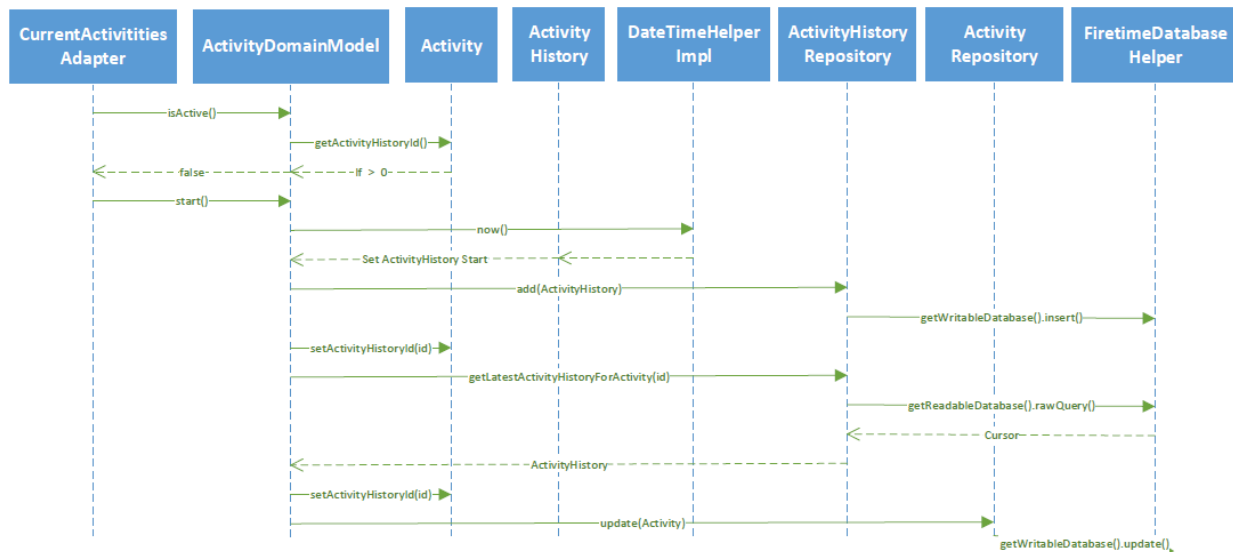 CurrentActivitities
Adapter
ActivityDomainModel
Activity
Activity
History
DateTimeHelper
Impl
ActivityHistory
Repository
Activity
Repository
FiretimeDatabase
Helper
isActive()
getActivityHistoryId()
false
If > 0
start()
now()
Set ActivityHistory Start
add(ActivityHistory)
getWritableDatabase().insert()
setActivityHistoryId(id)
getLatestActivityHistoryForActivity(id)
getReadableDatabase().rawQuery()
Cursor
ActivityHistory
setActivityHistoryId(id)
update(Activity)
getWritableDatabase().update()